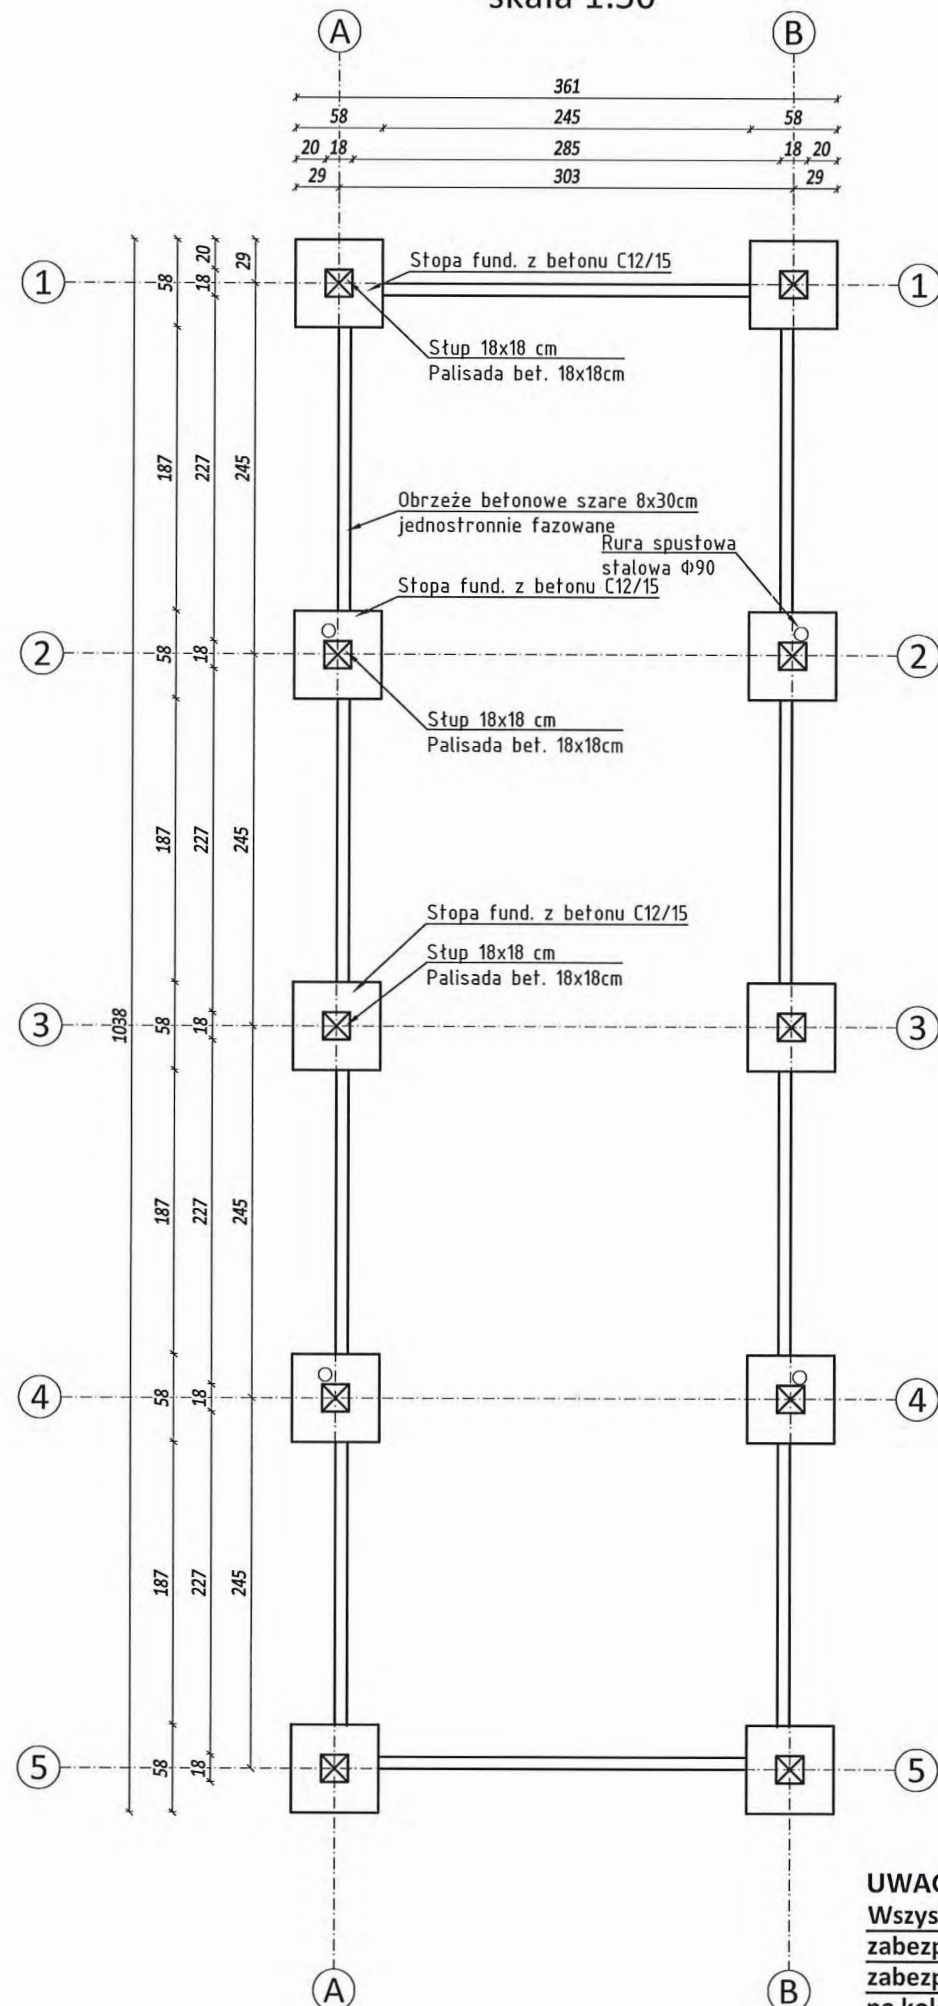 skala 1:50
A B
361
58 245 58
20 18 285 18 20
29 303 29
20 29
1 58 18 1
Stopa fund. z betonu C12/15
Słup 18x18 cm
Palisada bet. 18x18cm
187 227 245
Obrzeże betonowe szare 8x30cm
jednostronnie fazowane
Rura spustowa
stalowa Φ90
Stopa fund. z betonu C12/15
2 58 18 2
Słup 18x18 cm
Palisada bet. 18x18cm
187 227 245
Stopa fund. z betonu C12/15
Słup 18x18 cm
Palisada bet. 18x18cm
3 1038 58 18 3
187 227 245
4 58 18 4
187 227 245
5 58 18 5
A B
UWAG
Wszys
zabezp
zabezp